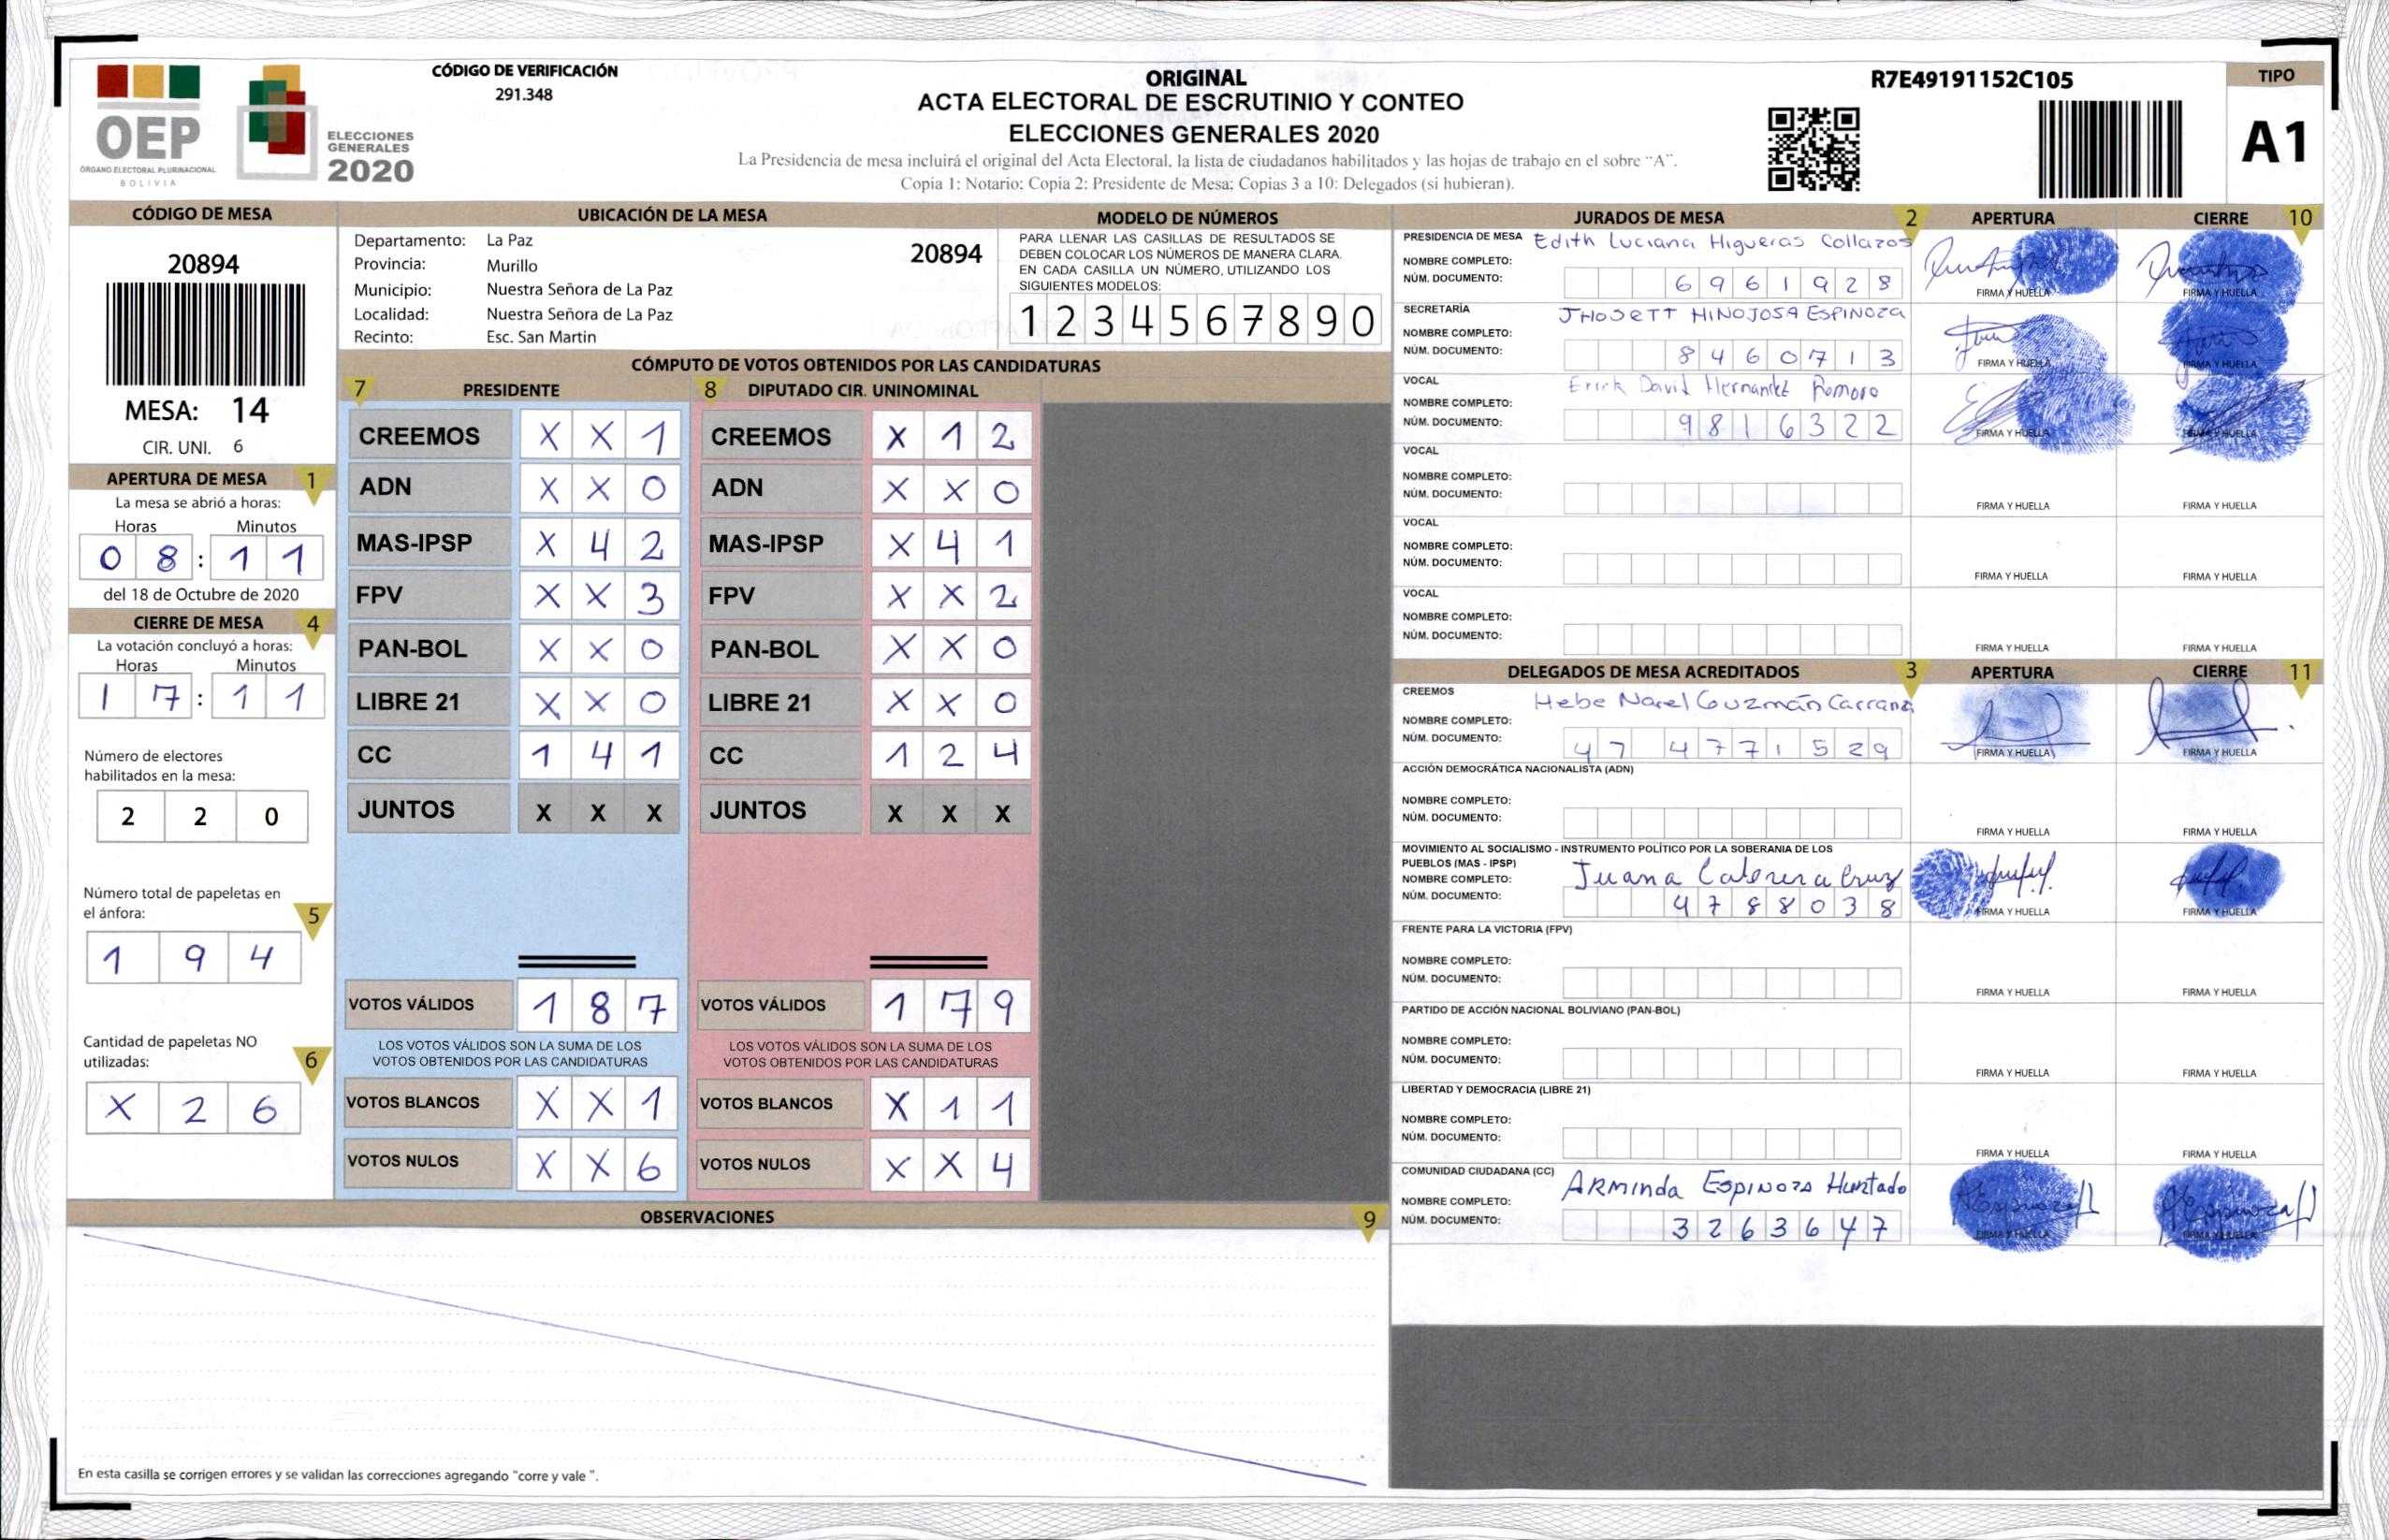 OEP
ÓRGANO ELECTORAL PLURINACIONAL
BOLIVIA
ELECCIONES
GENERALES
2020
CÓDIGO DE VERIFICACIÓN
291.348
ORIGINAL
ACTA ELECTORAL DE ESCRUTINIO Y CONTEO
ELECCIONES GENERALES 2020
La Presidencia de mesa incluirá el original del Acta Electoral, la lista de ciudadanos habilitados y las hojas de trabajo en el sobre "A".
Copia 1: Notario; Copia 2: Presidente de Mesa; Copias 3 a 10: Delegados (si hubieran).
R7E49191152C105
TIPO
A1
CÓDIGO DE MESA
20894
MESA: 14
CIR. UNI. 6
APERTURA DE MESA 1
La mesa se abrió a horas:
Horas Minutos
0 8 : 1 1
del 18 de Octubre de 2020
CIERRE DE MESA 4
La votación concluyó a horas:
Horas Minutos
1 7 : 1 1
Número de electores
habilitados en la mesa:
2 2 0
Número total de papeletas en
el ánfora: 5
1 9 4
Cantidad de papeletas NO
utilizadas: 6
X 2 6
UBICACIÓN DE LA MESA
Departamento: La Paz 20894
Provincia: Murillo
Municipio: Nuestra Señora de La Paz
Localidad: Nuestra Señora de La Paz
Recinto: Esc. San Martin
MODELO DE NÚMEROS
PARA LLENAR LAS CASILLAS DE RESULTADOS SE
DEBEN COLOCAR LOS NÚMEROS DE MANERA CLARA.
EN CADA CASILLA UN NÚMERO, UTILIZANDO LOS
SIGUIENTES MODELOS:
1 2 3 4 5 6 7 8 9 0
CÓMPUTO DE VOTOS OBTENIDOS POR LAS CANDIDATURAS
7 PRESIDENTE 8 DIPUTADO CIR. UNINOMINAL
CREEMOS X X 1 CREEMOS X 1 2
ADN X X 0 ADN X X 0
MAS-IPSP X 4 2 MAS-IPSP X 4 1
FPV X X 3 FPV X X 2
PAN-BOL X X 0 PAN-BOL X X 0
LIBRE 21 X X 0 LIBRE 21 X X 0
CC 1 4 1 CC 1 2 4
JUNTOS X X X JUNTOS X X X
VOTOS VÁLIDOS 1 8 7 VOTOS VÁLIDOS 1 7 9
LOS VOTOS VÁLIDOS SON LA SUMA DE LOS LOS VOTOS VÁLIDOS SON LA SUMA DE LOS
VOTOS OBTENIDOS POR LAS CANDIDATURAS VOTOS OBTENIDOS POR LAS CANDIDATURAS
VOTOS BLANCOS X X 1 VOTOS BLANCOS X 1 1
VOTOS NULOS X X 6 VOTOS NULOS X X 4
OBSERVACIONES 9
En esta casilla se corrigen errores y se validan las correcciones agregando "corre y vale ".
JURADOS DE MESA 2 APERTURA CIERRE 10
PRESIDENCIA DE MESA Edith Luciana Higueras Collazos
NOMBRE COMPLETO:
NÚM. DOCUMENTO: 6 9 6 1 9 2 8 FIRMA Y HUELLA FIRMA Y HUELLA
SECRETARÍA JHOSETT HINOJOSA ESPINOZA
NOMBRE COMPLETO:
NÚM. DOCUMENTO: 8 4 6 0 7 1 3 FIRMA Y HUELLA FIRMA Y HUELLA
VOCAL Erick David Hernandez Romero
NOMBRE COMPLETO:
NÚM. DOCUMENTO: 9 8 1 6 3 2 2 FIRMA Y HUELLA FIRMA Y HUELLA
VOCAL
NOMBRE COMPLETO:
NÚM. DOCUMENTO: FIRMA Y HUELLA FIRMA Y HUELLA
VOCAL
NOMBRE COMPLETO:
NÚM. DOCUMENTO: FIRMA Y HUELLA FIRMA Y HUELLA
VOCAL
NOMBRE COMPLETO:
NÚM. DOCUMENTO: FIRMA Y HUELLA FIRMA Y HUELLA
DELEGADOS DE MESA ACREDITADOS 3 APERTURA CIERRE 11
CREEMOS Hebe Narel Guzmán
NOMBRE COMPLETO:
NÚM. DOCUMENTO: 4 7 4 7 7 1 5 2 9 FIRMA Y HUELLA FIRMA Y HUELLA
ACCIÓN DEMOCRÁTICA NACIONALISTA (ADN)
NOMBRE COMPLETO:
NÚM. DOCUMENTO: FIRMA Y HUELLA FIRMA Y HUELLA
MOVIMIENTO AL SOCIALISMO - INSTRUMENTO POLÍTICO POR LA SOBERANIA DE LOS
PUEBLOS (MAS - IPSP)
NOMBRE COMPLETO: Juana Cruz
NÚM. DOCUMENTO: 4 7 8 8 0 3 8 FIRMA Y HUELLA FIRMA Y HUELLA
FRENTE PARA LA VICTORIA (FPV)
NOMBRE COMPLETO:
NÚM. DOCUMENTO: FIRMA Y HUELLA FIRMA Y HUELLA
PARTIDO DE ACCIÓN NACIONAL BOLIVIANO (PAN-BOL)
NOMBRE COMPLETO:
NÚM. DOCUMENTO: FIRMA Y HUELLA FIRMA Y HUELLA
LIBERTAD Y DEMOCRACIA (LIBRE 21)
NOMBRE COMPLETO:
NÚM. DOCUMENTO: FIRMA Y HUELLA FIRMA Y HUELLA
COMUNIDAD CIUDADANA (CC) ARMINDA ESPINOZA Hurtado
NOMBRE COMPLETO:
NÚM. DOCUMENTO: 3 2 6 3 6 4 7 FIRMA Y HUELLA FIRMA Y HUELLA